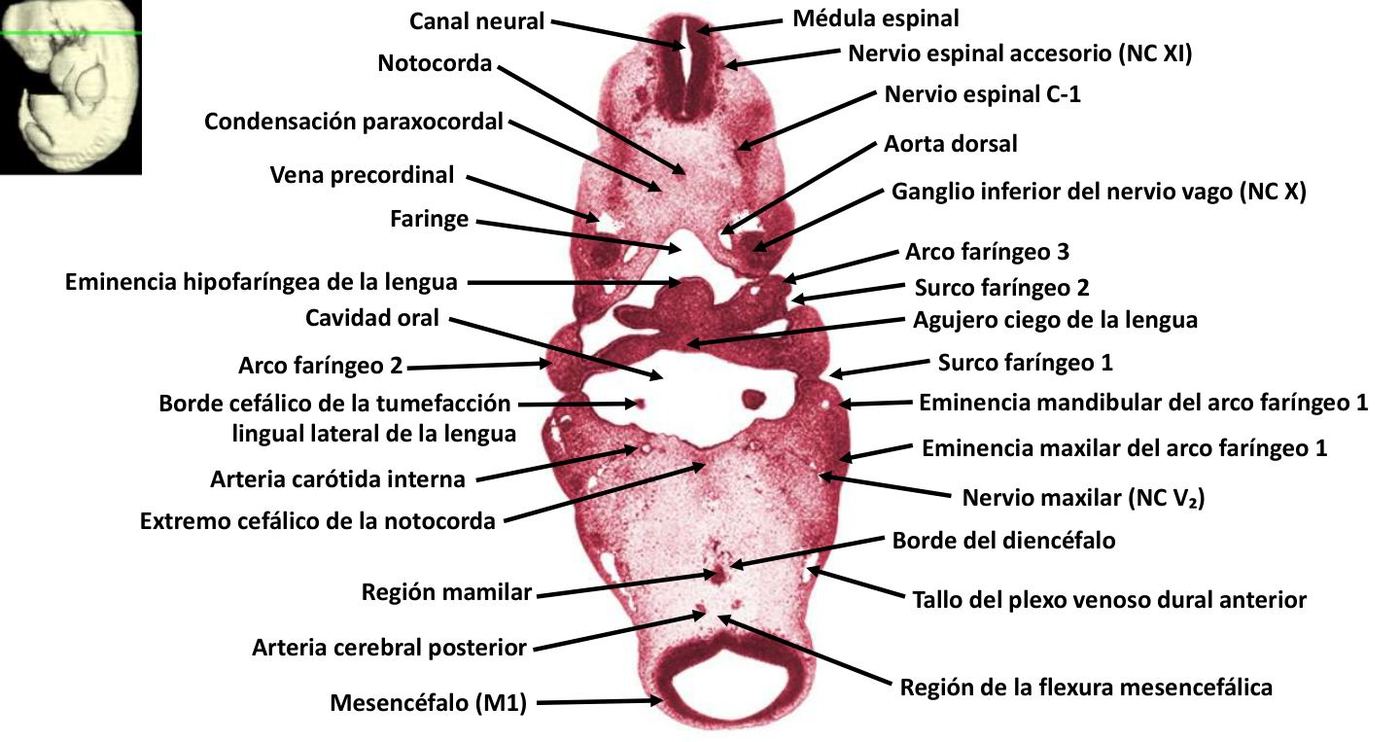 Canal neural
Notocorda
Condensación paraxocordal
Vena precordinal
Faringe
Eminencia hipofaríngea de la lengua
Cavidad oral
Arco faríngeo 2
Borde cefálico de la tumefacción
lingual lateral de la lengua
Arteria carótida interna
Extremo cefálico de la notocorda
Región mamilar
Arteria cerebral posterior
Mesencéfalo (M1)
Médula espinal
Nervio espinal accesorio (NC XI)
Nervio espinal C-1
Aorta dorsal
Ganglio inferior del nervio vago (NC X)
Arco faríngeo 3
Surco faríngeo 2
Agujero ciego de la lengua
Surco faríngeo 1
Eminencia mandibular del arco faríngeo 1
Eminencia maxilar del arco faríngeo 1
Nervio maxilar (NC V₂)
Borde del diencéfalo
Tallo del plexo venoso dural anterior
Región de la flexura mesencefálica